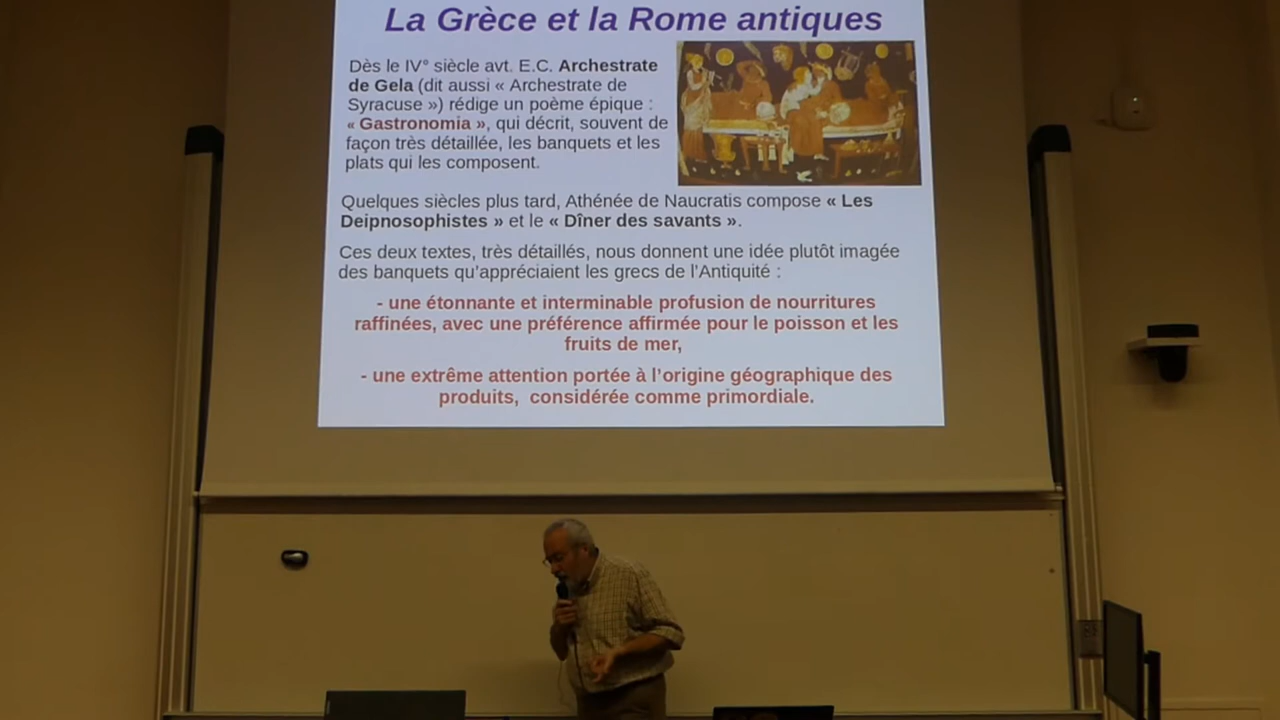 La Grèce et la Rome antiques
Dès le IV° siècle avt. E.C. Archestrate
de Gela (dit aussi « Archestrate de
Syracuse ») rédige un poème épique :
« Gastronomia », qui décrit, souvent de
façon très détaillée, les banquets et les
plats qui les composent.
Quelques siècles plus tard, Athénée de Naucratis compose « Les
Deipnosophistes » et le « Dîner des savants ».
Ces deux textes, très détaillés, nous donnent une idée plutôt imagée
des banquets qu’appréciaient les grecs de l’Antiquité :
- une étonnante et interminable profusion de nourritures
raffinées, avec une préférence affirmée pour le poisson et les
fruits de mer,
- une extrême attention portée à l’origine géographique des
produits, considérée comme primordiale.